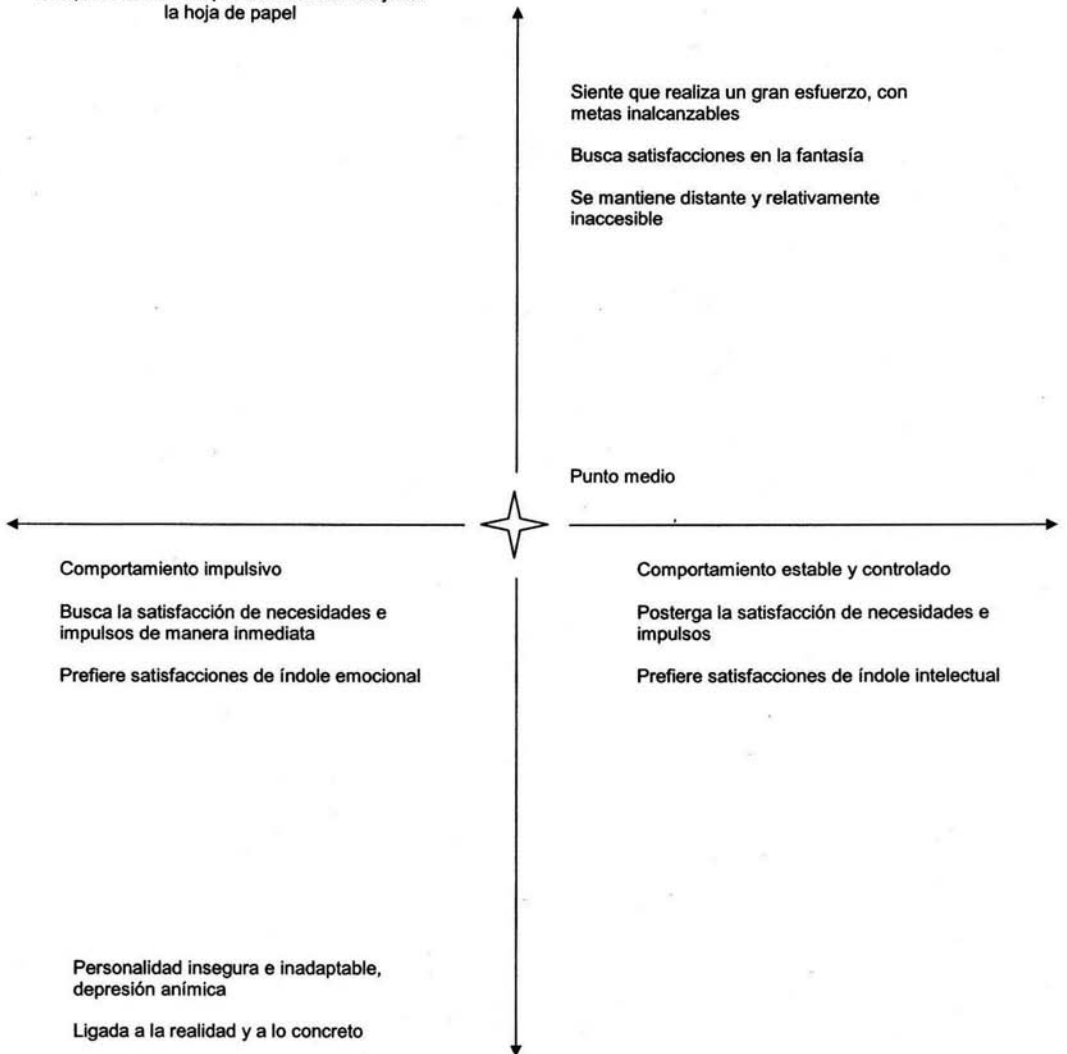 la hoja de papel
Siente que realiza un gran esfuerzo, con
metas inalcanzables
Busca satisfacciones en la fantasía
Se mantiene distante y relativamente
inaccesible
Punto medio
Comportamiento impulsivo
Busca la satisfacción de necesidades e
impulsos de manera inmediata
Prefiere satisfacciones de índole emocional
Comportamiento estable y controlado
Posterga la satisfacción de necesidades e
impulsos
Prefiere satisfacciones de índole intelectual
Personalidad insegura e inadaptable,
depresión anímica
Ligada a la realidad y a lo concreto